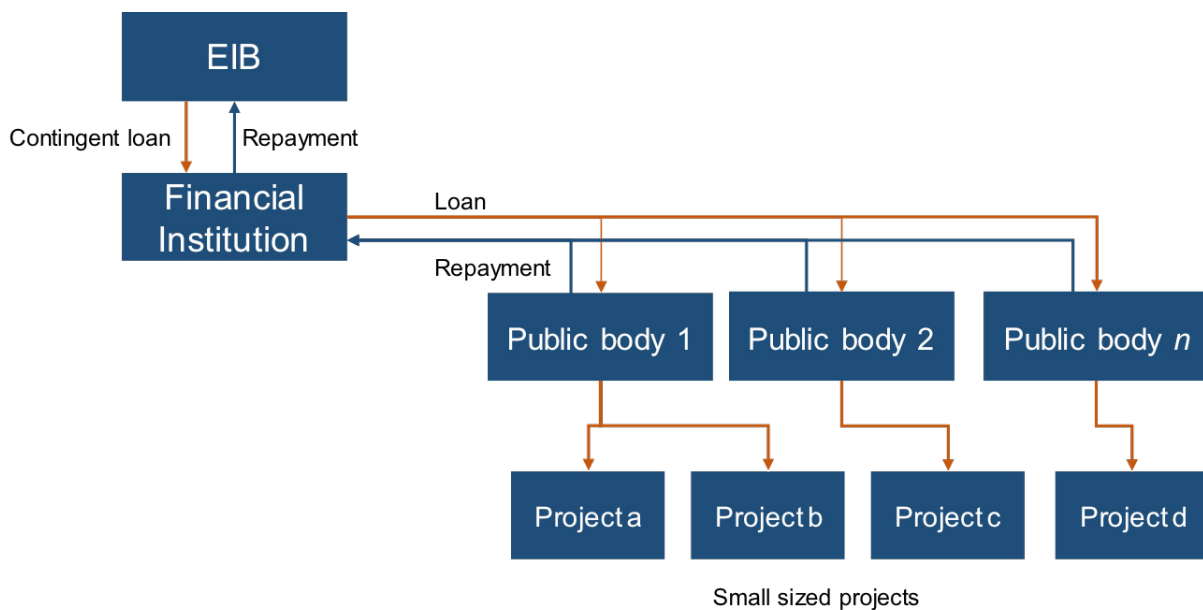 EIB
Contingent loan
Repayment
Financial
Institution
Loan
Repayment
Public body 1
Public body 2
Public body n
Project a
Project b
Project c
Project d
Small sized projects